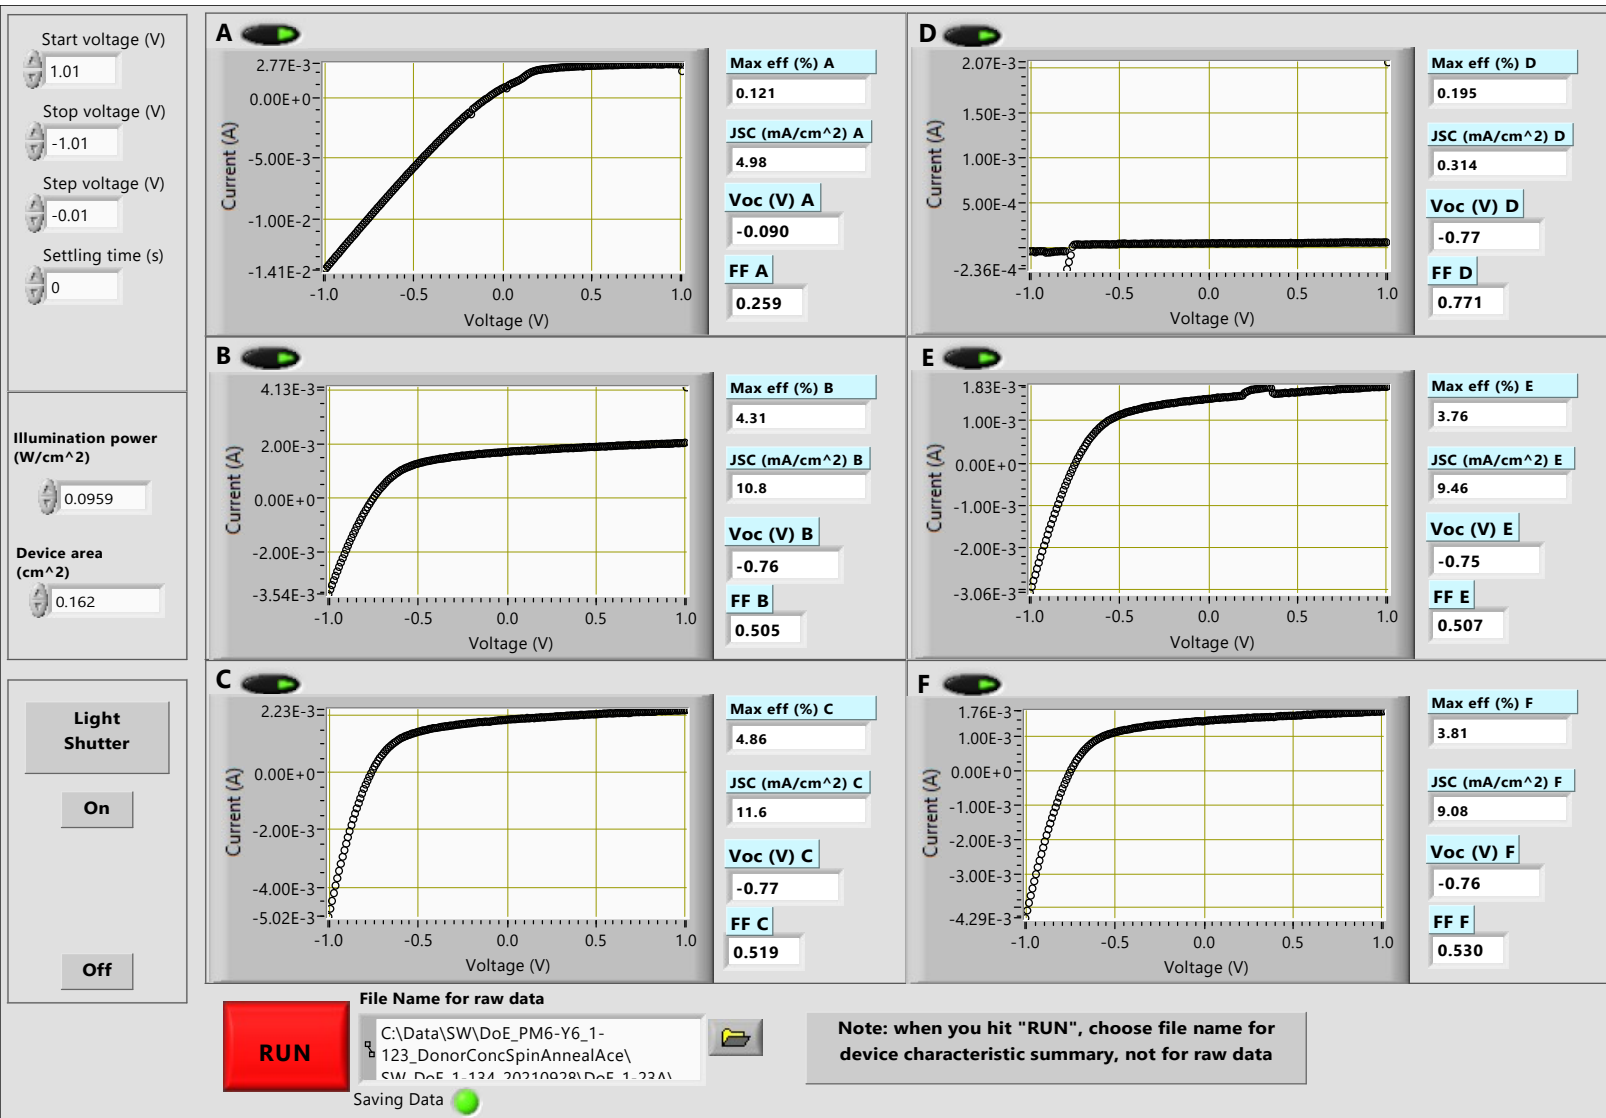 Start voltage (V)
1.01
Stop voltage (V)
-1.01
Step voltage (V)
-0.01
Settling time (s)
0
Illumination power
(W/cm^2)
0.0959
Device area
(cm^2)
0.162
Light
Shutter
On
Off
A
Current (A)
2.77E-3
0.00E+0
-5.00E-3
-1.00E-2
-1.41E-2
-1.0 -0.5 0.0 0.5 1.0
Voltage (V)
Max eff (%) A
0.121
JSC (mA/cm^2) A
4.98
Voc (V) A
-0.090
FF A
0.259
D
Current (A)
2.07E-3
1.50E-3
1.00E-3
5.00E-4
-2.36E-4
-1.0 -0.5 0.0 0.5 1.0
Voltage (V)
Max eff (%) D
0.195
JSC (mA/cm^2) D
0.314
Voc (V) D
-0.77
FF D
0.771
B
Current (A)
4.13E-3
2.00E-3
0.00E+0
-2.00E-3
-3.54E-3
-1.0 -0.5 0.0 0.5 1.0
Voltage (V)
Max eff (%) B
4.31
JSC (mA/cm^2) B
10.8
Voc (V) B
-0.76
FF B
0.505
E
Current (A)
1.83E-3
1.00E-3
0.00E+0
-1.00E-3
-2.00E-3
-3.06E-3
-1.0 -0.5 0.0 0.5 1.0
Voltage (V)
Max eff (%) E
3.76
JSC (mA/cm^2) E
9.46
Voc (V) E
-0.75
FF E
0.507
C
Current (A)
2.23E-3
0.00E+0
-2.00E-3
-4.00E-3
-5.02E-3
-1.0 -0.5 0.0 0.5 1.0
Voltage (V)
Max eff (%) C
4.86
JSC (mA/cm^2) C
11.6
Voc (V) C
-0.77
FF C
0.519
F
Current (A)
1.76E-3
1.00E-3
0.00E+0
-1.00E-3
-2.00E-3
-3.00E-3
-4.29E-3
-1.0 -0.5 0.0 0.5 1.0
Voltage (V)
Max eff (%) F
3.81
JSC (mA/cm^2) F
9.08
Voc (V) F
-0.76
FF F
0.530
RUN
File Name for raw data
C:\Data\SW\DoE_PM6-Y6_1-
123_DonorConcSpinAnnealAce\
SW_DoE_1-134_20210928\DoE_1-23A\
Saving Data
Note: when you hit "RUN", choose file name for
device characteristic summary, not for raw data